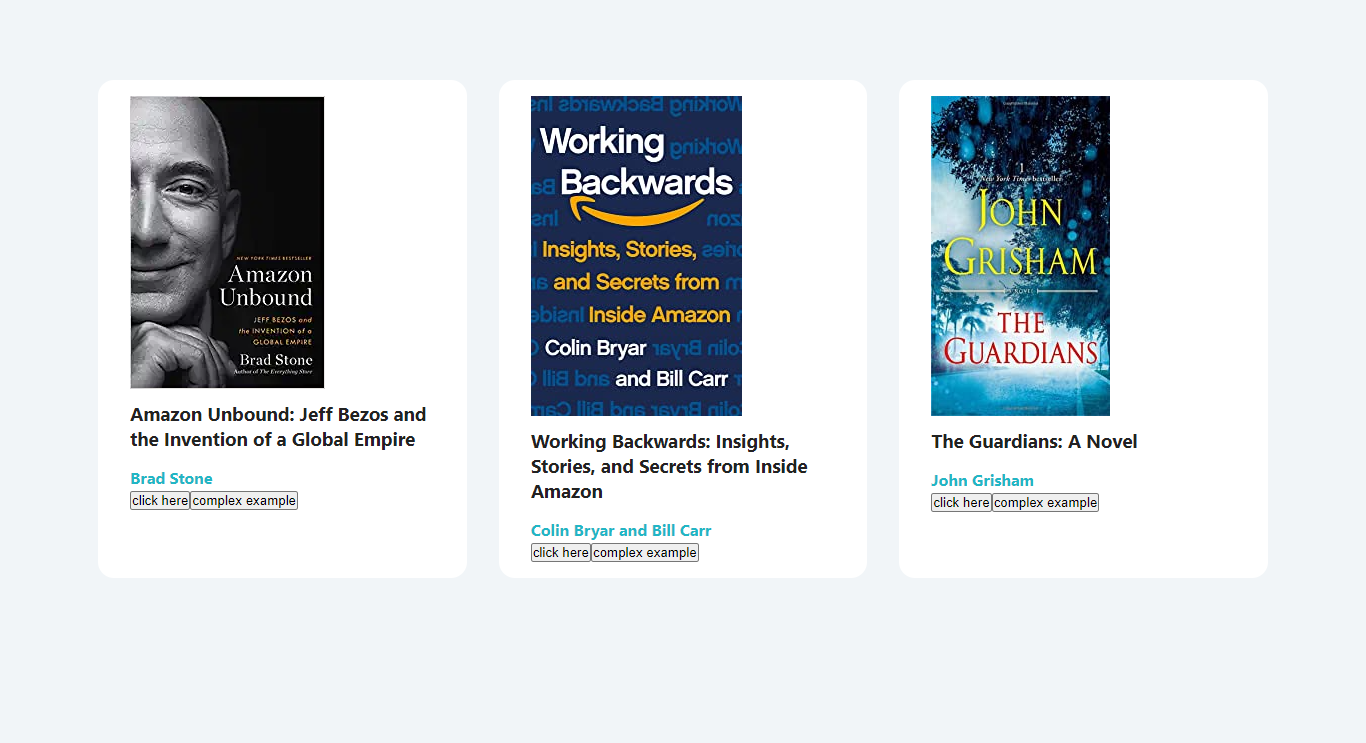 NEW YORK TIMES BESTSELLER
Amazon
Unbound
JEFF BEZOS and
the INVENTION of a
GLOBAL EMPIRE
Brad Stone
Author of The Everything Store
Amazon Unbound: Jeff Bezos and
the Invention of a Global Empire
Brad Stone
click here complex example
Working
Backwards
Insights, Stories,
and Secrets from
Inside Amazon
Colin Bryar
and Bill Carr
Working Backwards: Insights,
Stories, and Secrets from Inside
Amazon
Colin Bryar and Bill Carr
click here complex example
#1
New York Times bestseller
JOHN
GRISHAM
A NOVEL
THE
GUARDIANS
The Guardians: A Novel
John Grisham
click here complex example